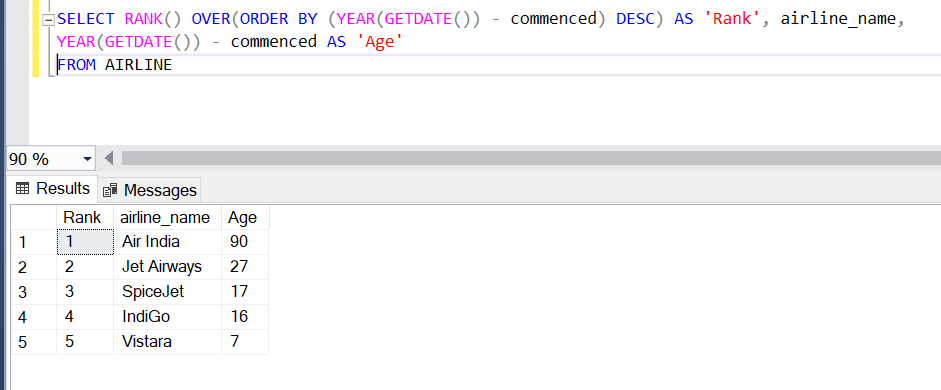 SELECT RANK() OVER(ORDER BY (YEAR(GETDATE()) - commenced) DESC) AS 'Rank', airline_name,
YEAR(GETDATE()) - commenced AS 'Age'
FROM AIRLINE
90 %
Results Messages
Rank airline_name Age
1 1 Air India 90
2 2 Jet Airways 27
3 3 SpiceJet 17
4 4 IndiGo 16
5 5 Vistara 7